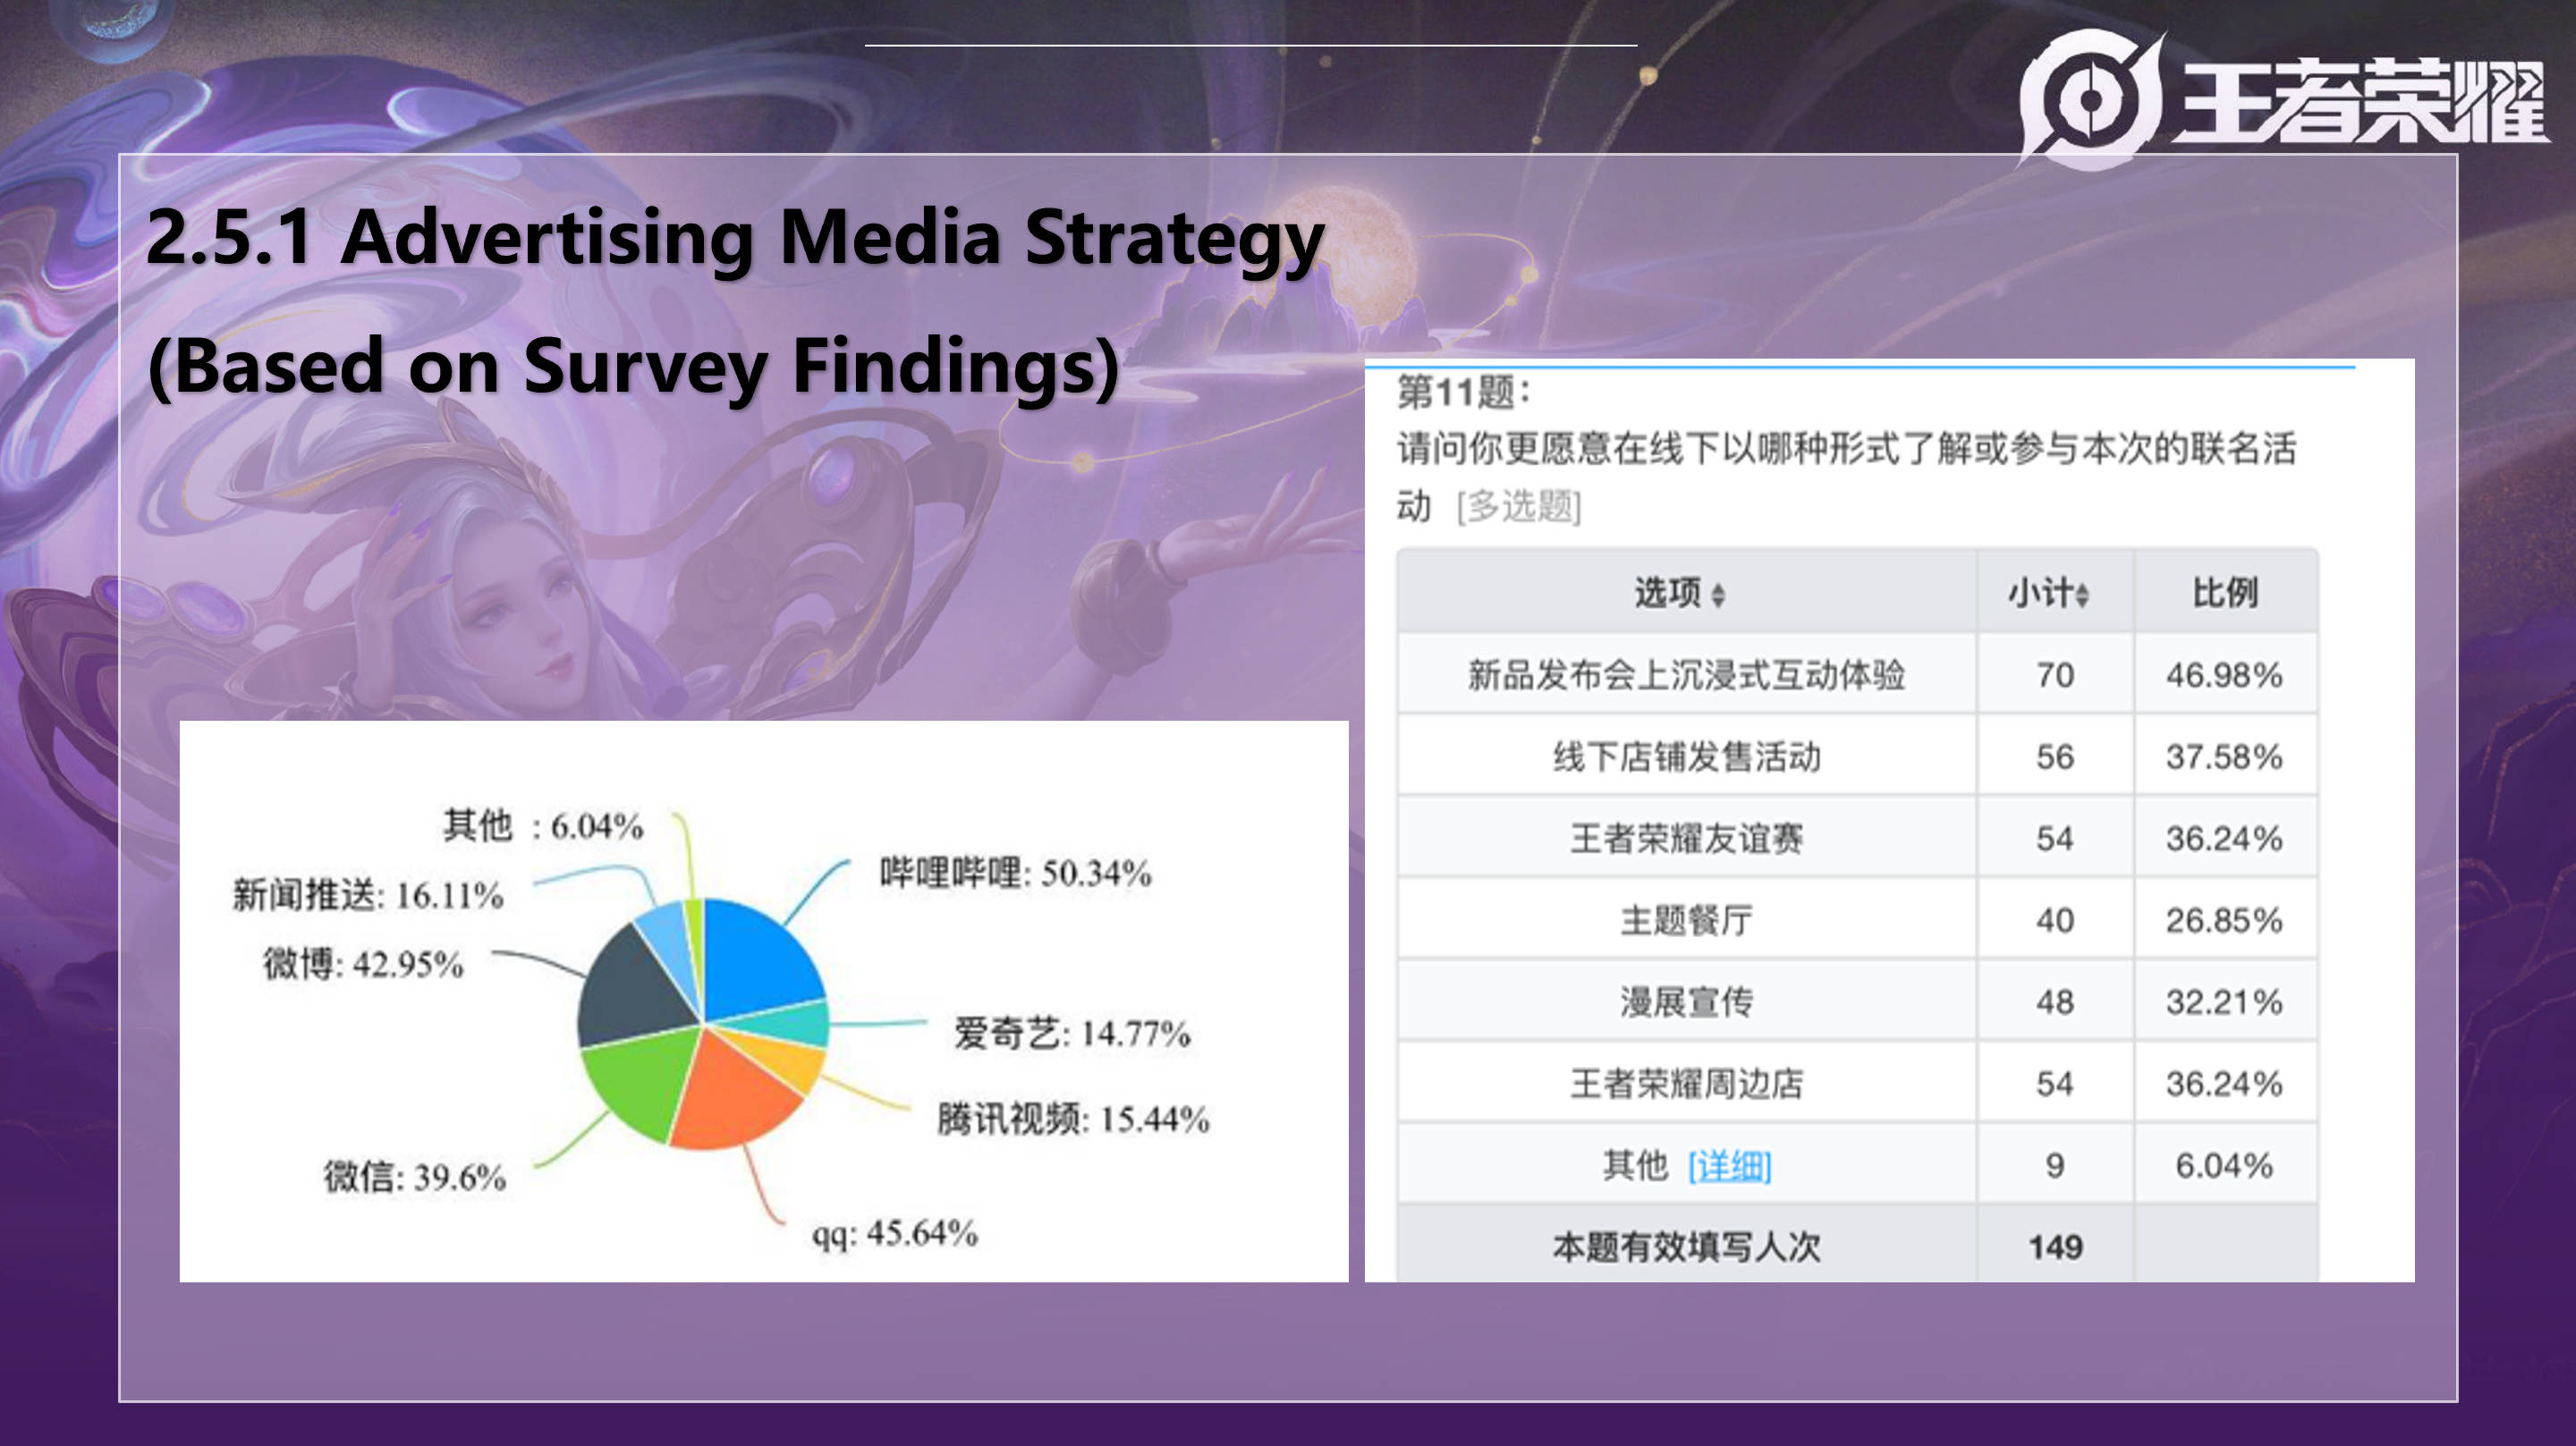 王者荣耀
2.5.1 Advertising Media Strategy
(Based on Survey Findings)
其他 : 6.04%
哔哩哔哩: 50.34%
新闻推送: 16.11%
微博: 42.95%
爱奇艺: 14.77%
腾讯视频: 15.44%
微信: 39.6%
qq: 45.64%
第11题：
请问你更愿意在线下以哪种形式了解或参与本次的联名活
动 [多选题]
选项 小计 比例
新品发布会上沉浸式互动体验 70 46.98%
线下店铺发售活动 56 37.58%
王者荣耀友谊赛 54 36.24%
主题餐厅 40 26.85%
漫展宣传 48 32.21%
王者荣耀周边店 54 36.24%
其他 [详细] 9 6.04%
本题有效填写人次 149